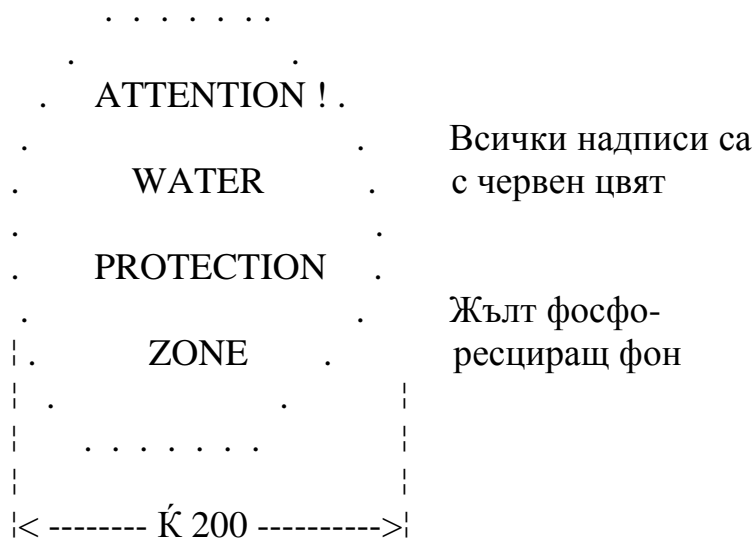 . . . . . . .
. .
. ATTENTION ! .
. . Всички надписи са
. WATER . с червен цвят
. .
. PROTECTION .
. . Жълт фосфо-
¦ . ZONE . ресциращ фон
¦ . . ¦
¦ . . . . . . . ¦
¦ ¦
¦< -------- Ќ 200 ---------->¦